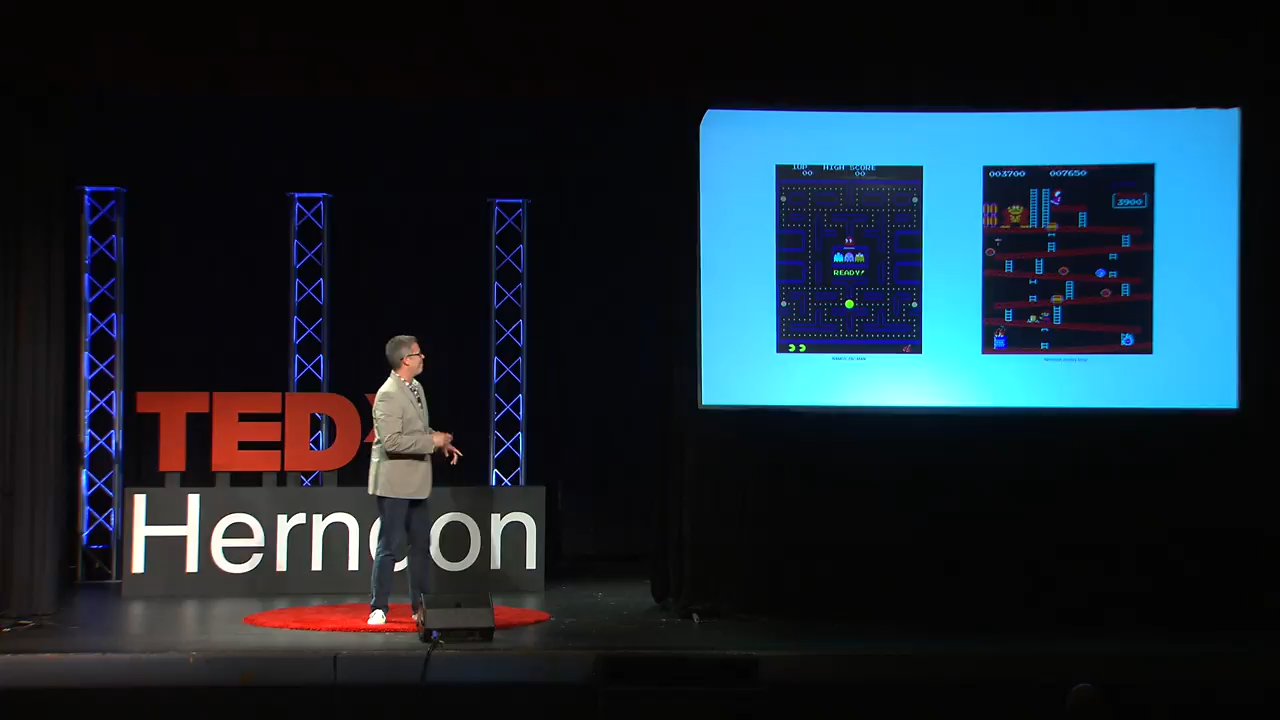 TEDx
Herndon
1UP HIGH SCORE
00 00
READY!
003700 007650
3900